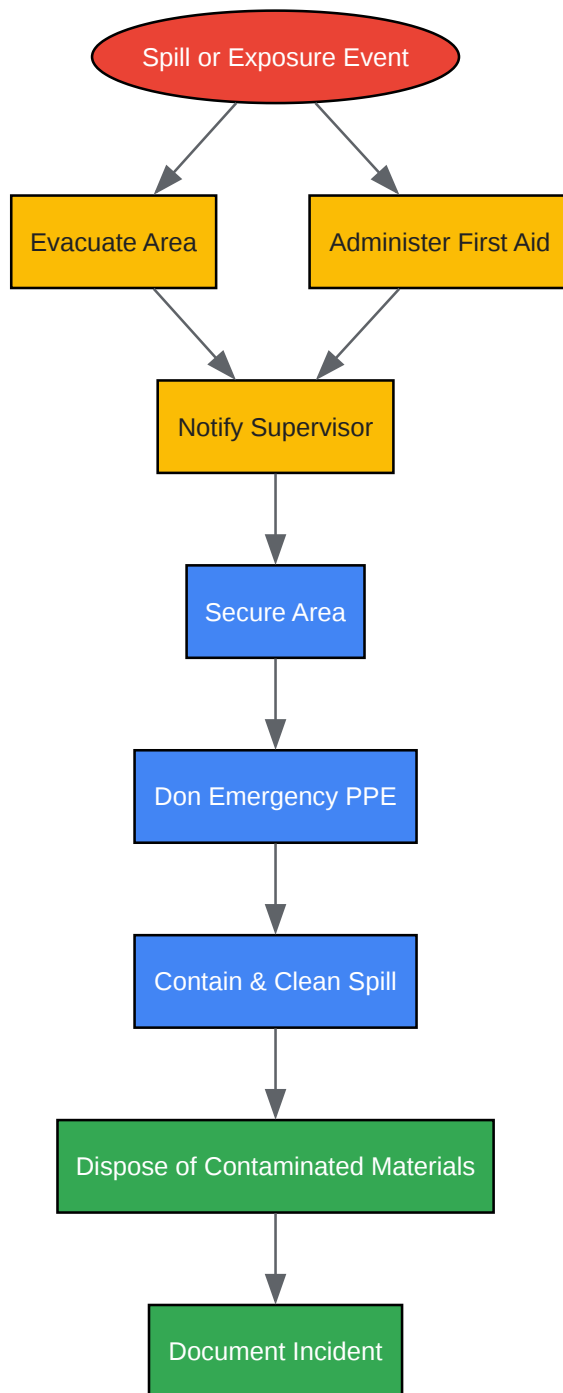 Spill or Exposure Event
Evacuate Area
Administer First Aid
Notify Supervisor
Secure Area
Don Emergency PPE
Contain & Clean Spill
Dispose of Contaminated Materials
Document Incident